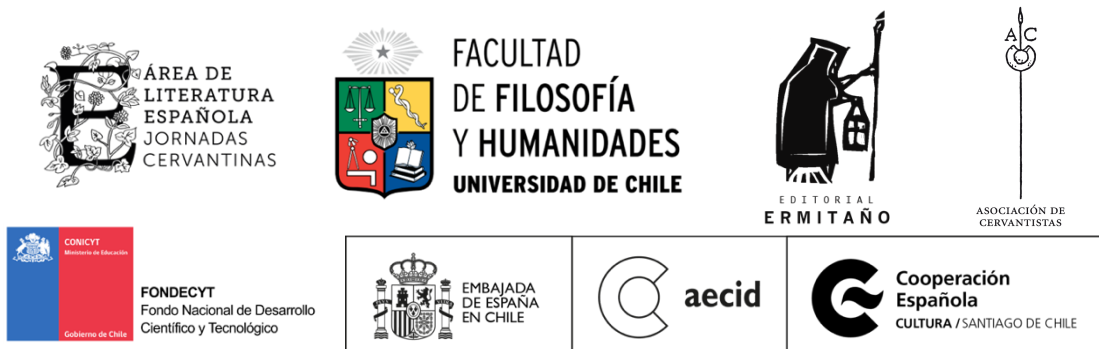 ÁREA DE
LITERATURA
ESPAÑOLA
JORNADAS
CERVANTINAS
FACULTAD
DE FILOSOFÍA
Y HUMANIDADES
UNIVERSIDAD DE CHILE
EDITORIAL
ERMITAÑO
A C
ASOCIACIÓN DE
CERVANTISTAS
CONICYT
Ministerio de Educación
Gobierno de Chile
FONDECYT
Fondo Nacional de Desarrollo
Científico y Tecnológico
EMBAJADA
DE ESPAÑA
EN CHILE
aecid
Cooperación
Española
CULTURA / SANTIAGO DE CHILE